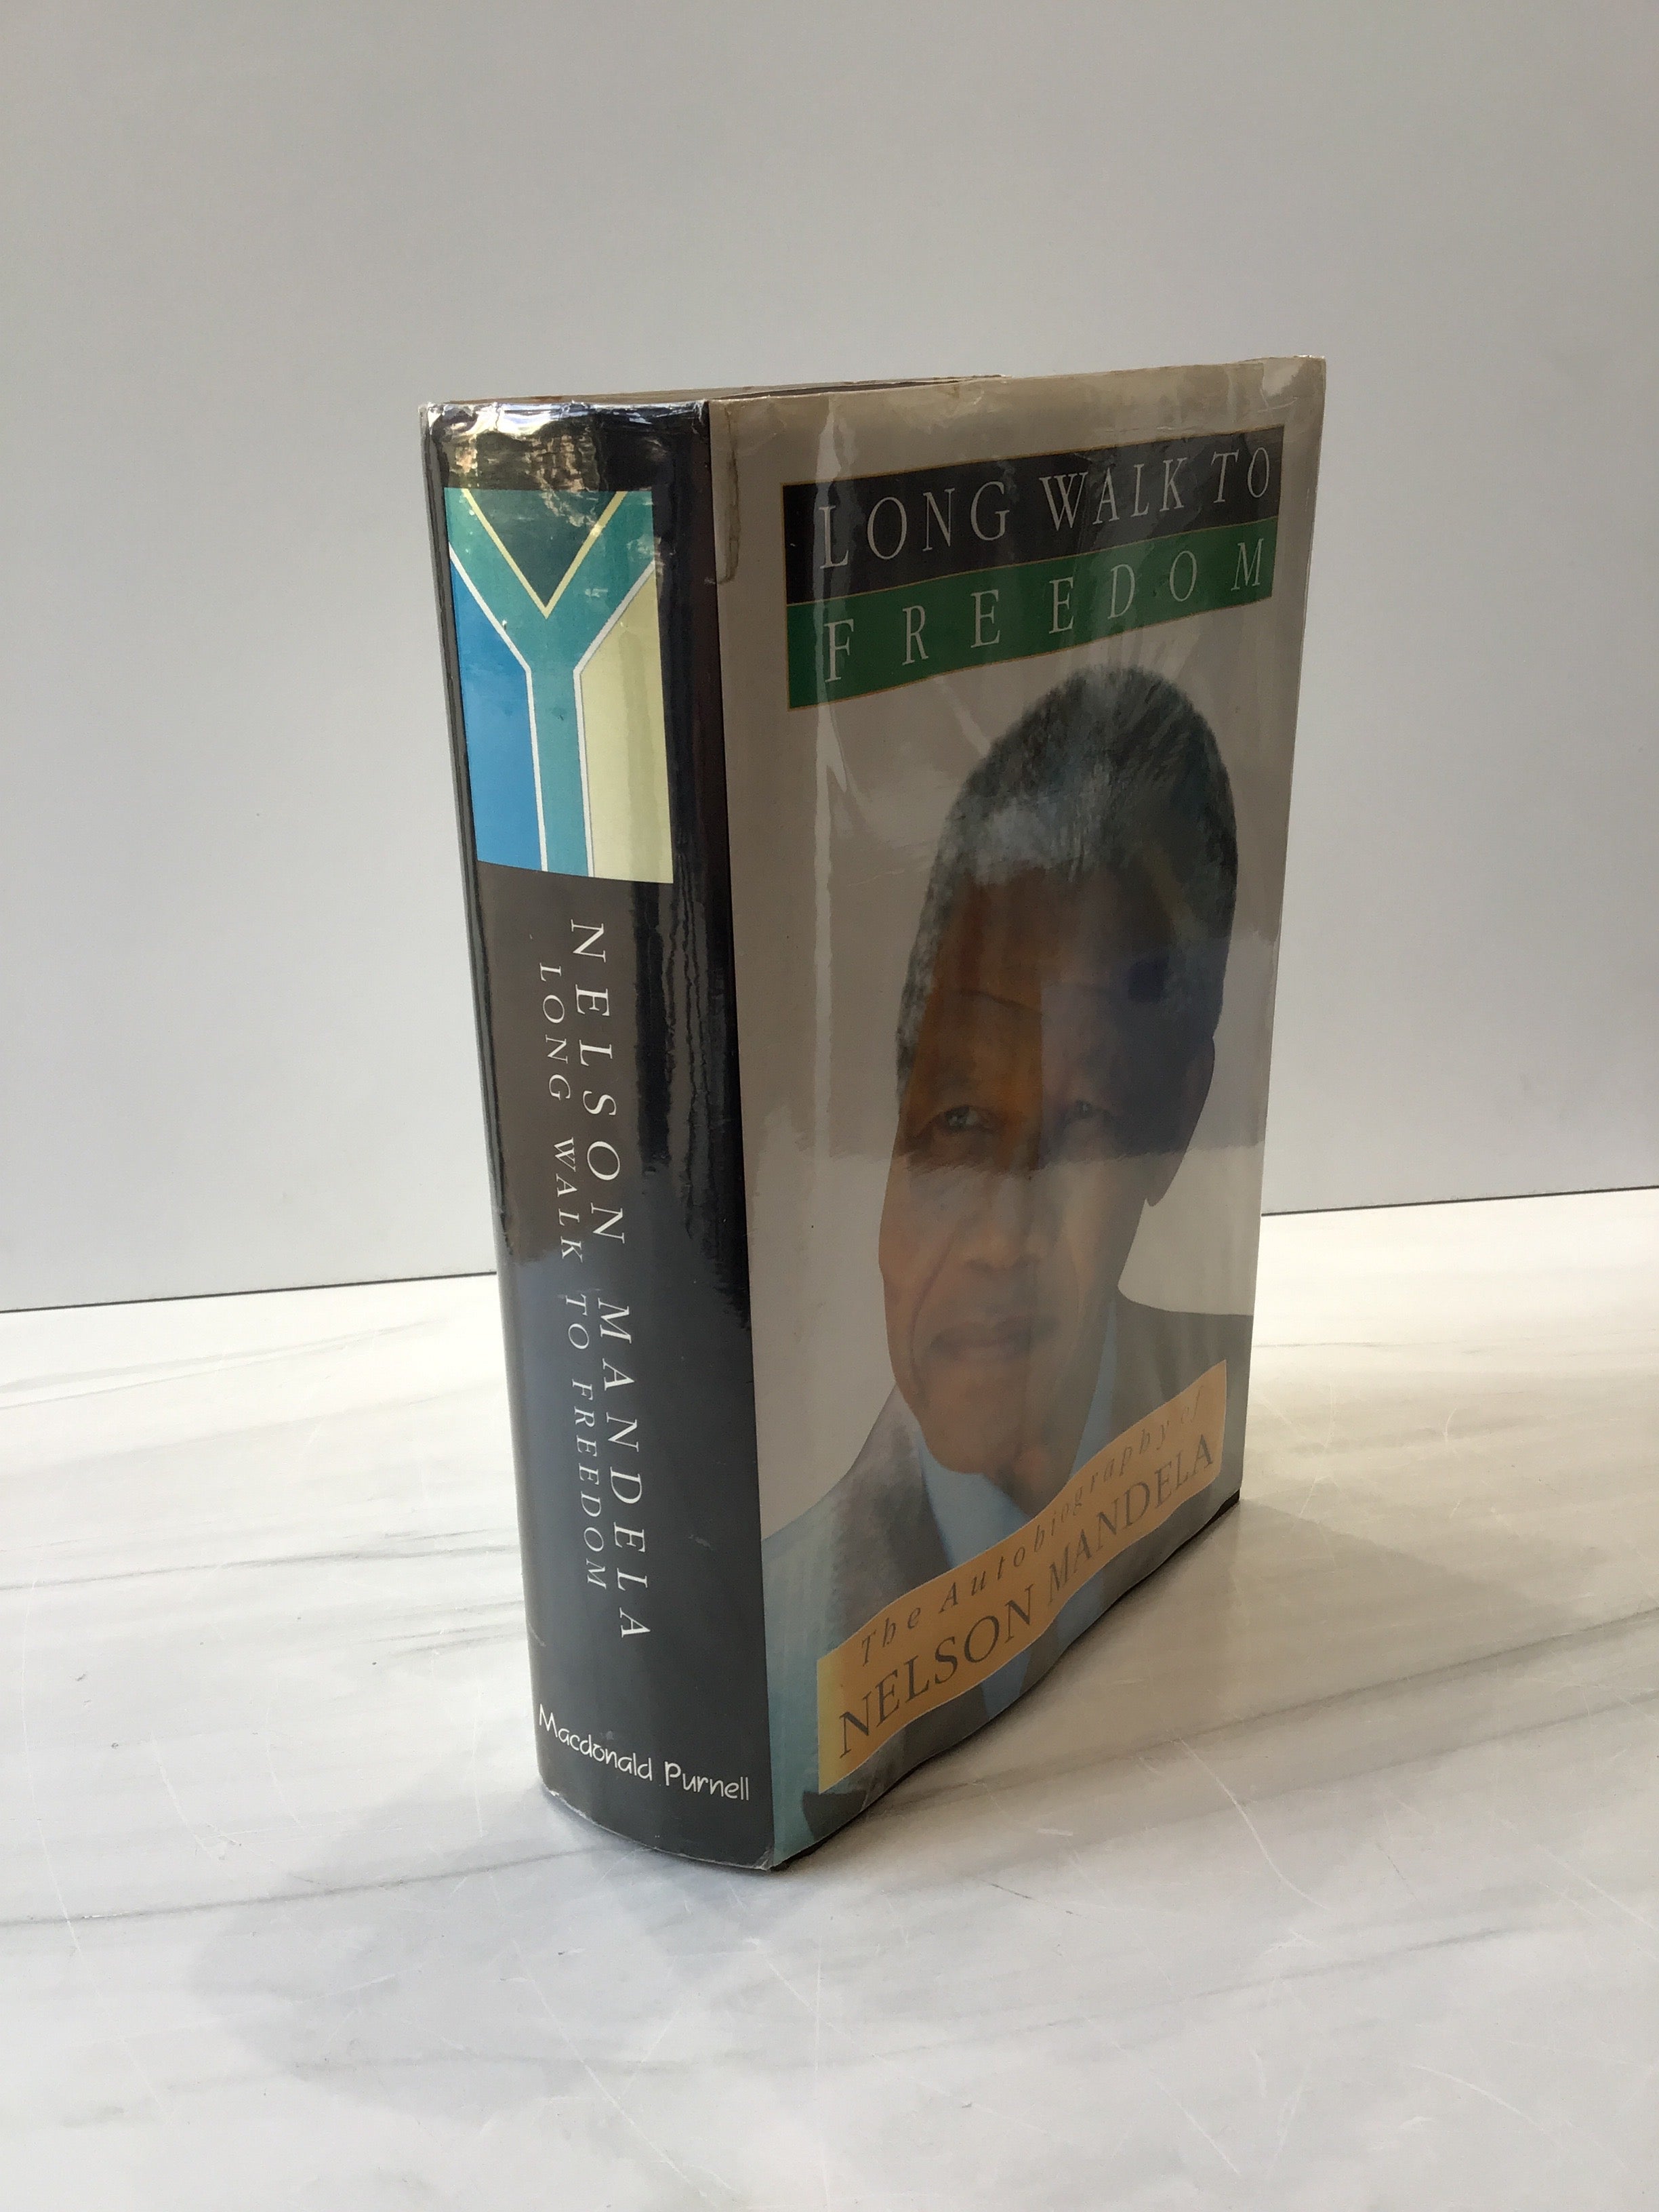 NELSON MANDELA
LONG WALK TO FREEDOM
Macdonald Purnell
LONG WALK TO
FREEDOM
The Autobiography of
NELSON MANDELA